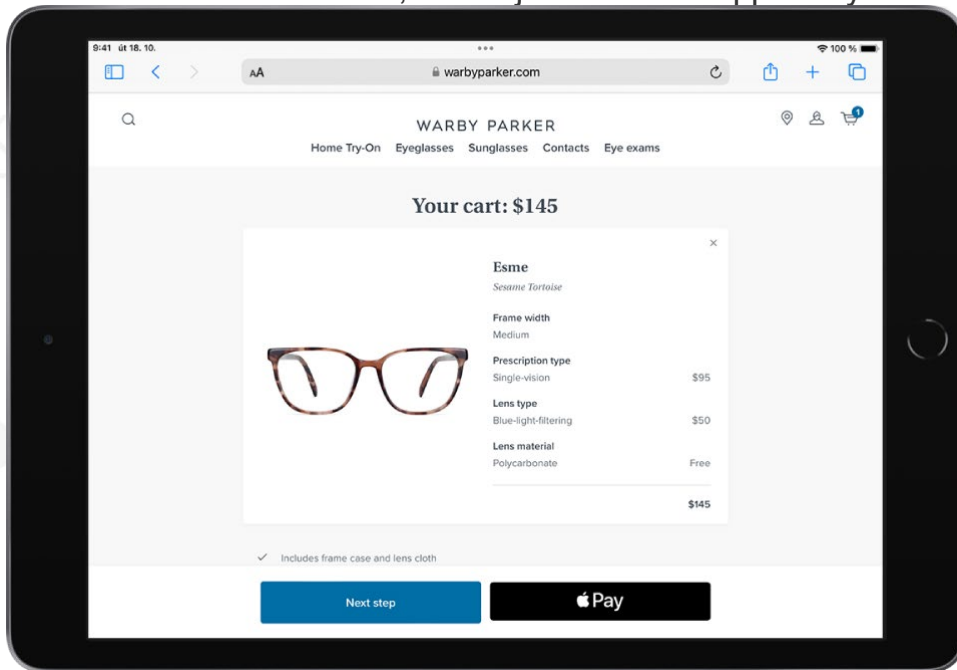 9:41 út 18. 10.
100 %
AA
warbyparker.com
WARBY PARKER
1
Home Try-On Eyeglasses Sunglasses Contacts Eye exams
Your cart: $145
×
Esme
Sesame Tortoise
Frame width
Medium
Prescription type
Single-vision $95
Lens type
Blue-light-filtering $50
Lens material
Polycarbonate Free
$145
Includes frame case and lens cloth
Next step
Pay